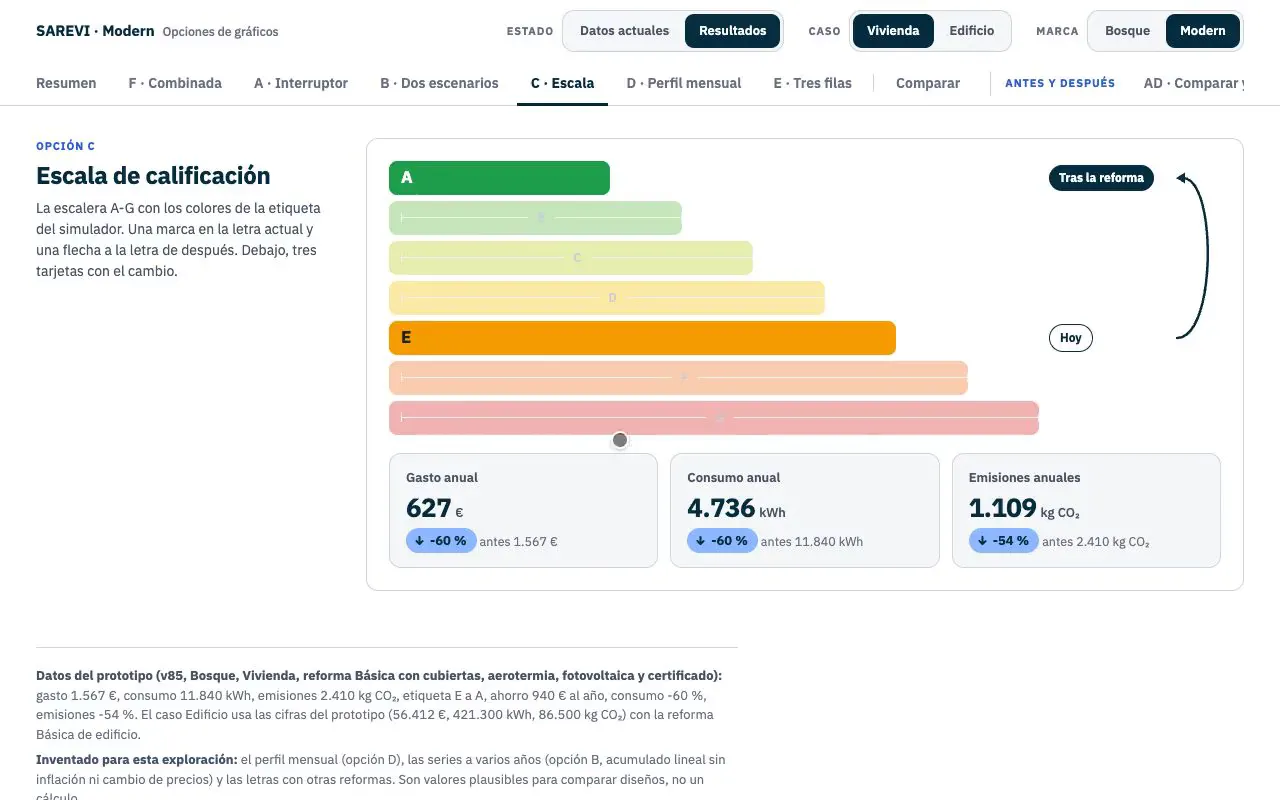 SAREVI · Modern Opciones de gráficos
ESTADO Datos actuales Resultados CASO Vivienda Edificio MARCA Bosque Modern
Resumen F · Combinada A · Interruptor B · Dos escenarios C · Escala D · Perfil mensual E · Tres filas Comparar ANTES Y DESPUÉS AD · Comparar
OPCIÓN C
Escala de calificación
La escalera A-G con los colores de la etiqueta
del simulador. Una marca en la letra actual y
una flecha a la letra de después. Debajo, tres
tarjetas con el cambio.
A Tras la reforma
C
D
E Hoy
Gasto anual
627 €
↓ -60 % antes 1.567 €
Consumo anual
4.736 kWh
↓ -60 % antes 11.840 kWh
Emisiones anuales
1.109 kg CO₂
↓ -54 % antes 2.410 kg CO₂
Datos del prototipo (v85, Bosque, Vivienda, reforma Básica con cubiertas, aerotermia, fotovoltaica y certificado):
gasto 1.567 €, consumo 11.840 kWh, emisiones 2.410 kg CO₂, etiqueta E a A, ahorro 940 € al año, consumo -60 %,
emisiones -54 %. El caso Edificio usa las cifras del prototipo (56.412 €, 421.300 kWh, 86.500 kg CO₂) con la reforma
Básica de edificio.
Inventado para esta exploración: el perfil mensual (opción D), las series a varios años (opción B, acumulado lineal sin
inflación ni cambio de precios) y las letras con otras reformas. Son valores plausibles para comparar diseños, no un
cálculo.